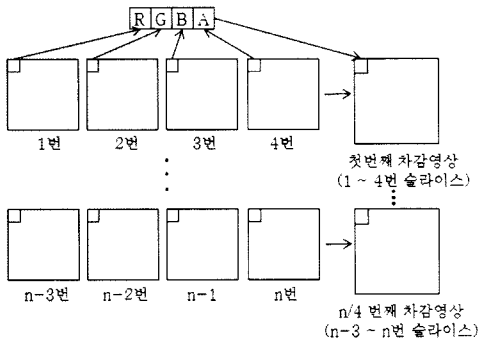 R G B A
1번 2번 3번 4번
첫번째 차감영상
(1 ~ 4번 슬라이스)
n-3번 n-2번 n-1 n번
n/4 번째 차감영상
(n-3 ~ n번 슬라이스)